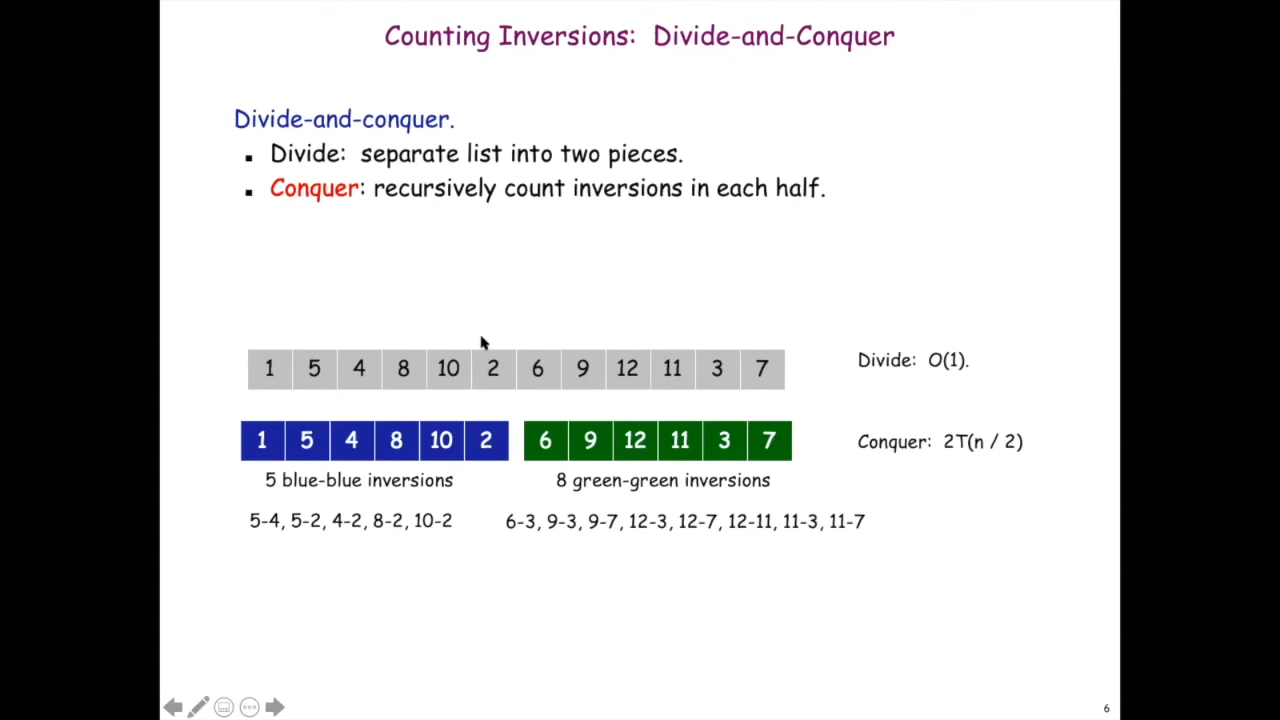 Counting Inversions: Divide-and-Conquer
Divide-and-conquer.
▪ Divide: separate list into two pieces.
▪ Conquer: recursively count inversions in each half.
1 5 4 8 10 2 6 9 12 11 3 7
Divide: O(1).
1 5 4 8 10 2 6 9 12 11 3 7
Conquer: 2T(n / 2)
5 blue-blue inversions
8 green-green inversions
5-4, 5-2, 4-2, 8-2, 10-2
6-3, 9-3, 9-7, 12-3, 12-7, 12-11, 11-3, 11-7
6